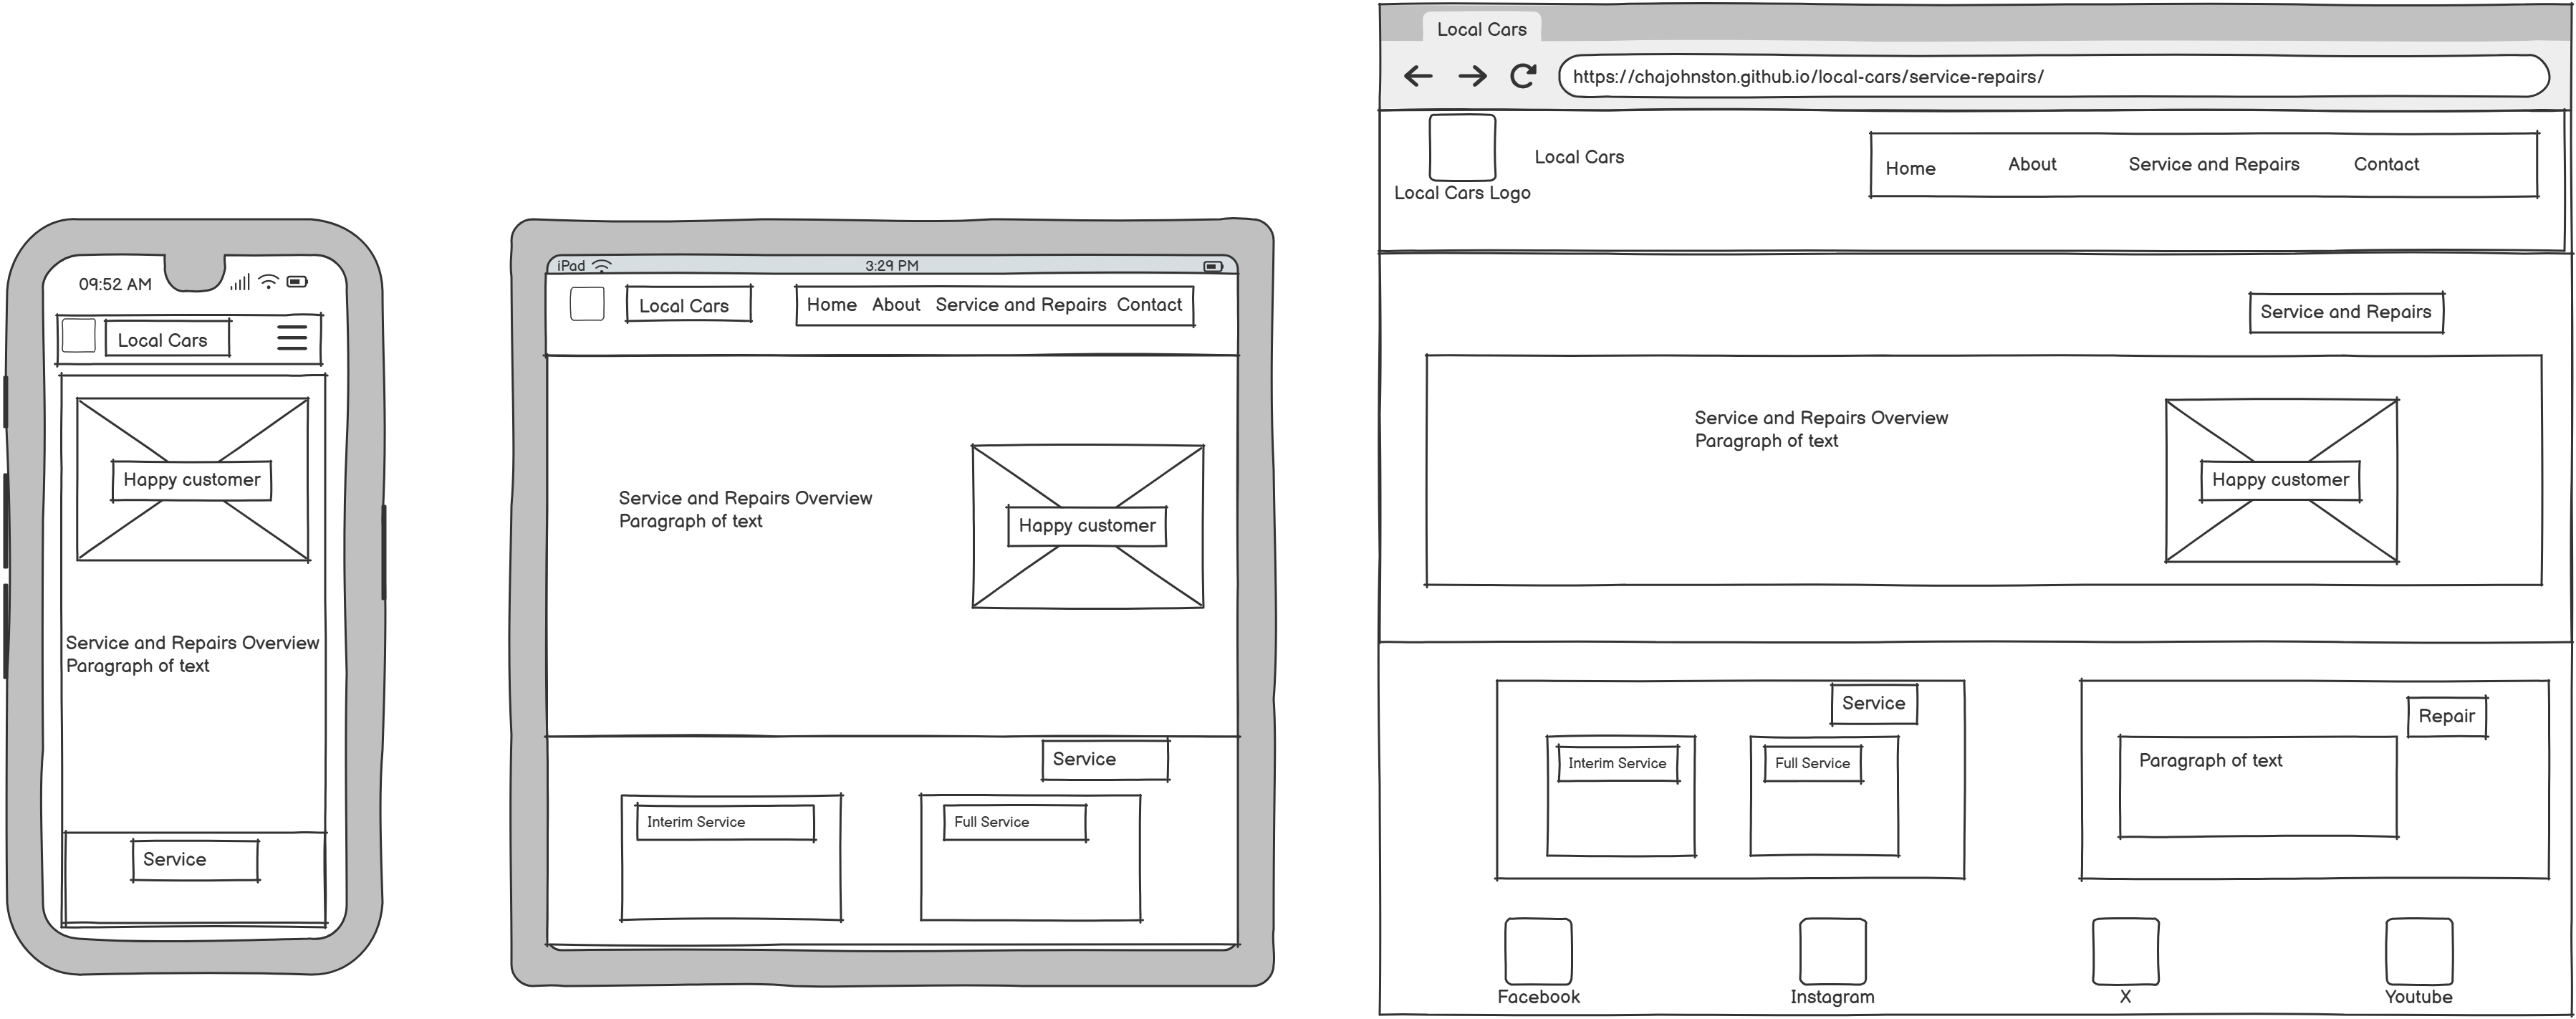 09:52 AM
Local Cars
Happy customer
Service and Repairs Overview
Paragraph of text
Service
iPad
3:29 PM
Local Cars
Home About Service and Repairs Contact
Service and Repairs Overview
Paragraph of text
Happy customer
Service
Interim Service
Full Service
Local Cars
https://chajohnston.github.io/local-cars/service-repairs/
Local Cars Logo
Local Cars
Home About Service and Repairs Contact
Service and Repairs
Service and Repairs Overview
Paragraph of text
Happy customer
Service
Interim Service
Full Service
Repair
Paragraph of text
Facebook
Instagram
X
Youtube